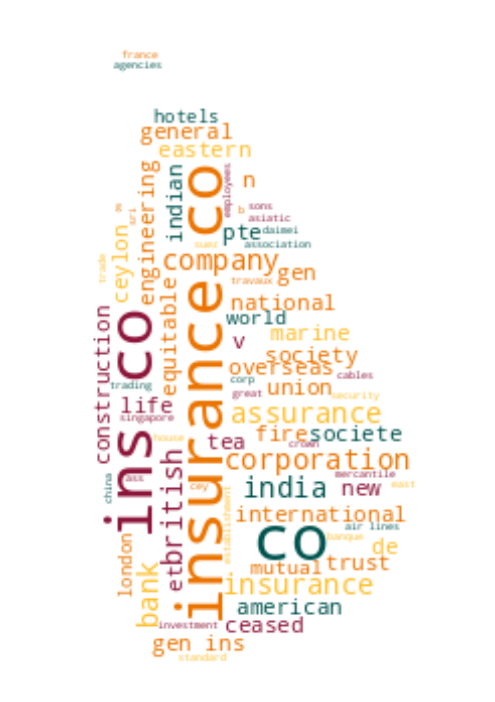 france
agencies
hotels
general
eastern
engineering
indian
insurance co
employees
n
b
sons
asiatic
sri
ceylon
pte
daimei
suez
association
trade
company
gen
travaux
equitable
national
construction
ins co
world
v
marine
society
overseas
trading
corp
cables
great
union
security
life
singapore
assurance
house
tea
fire
societe
crown
corporation
british
china
ass
cey
mercantile
india
new
east
establishment
international
air lines
co
banque
de
london
et
bank
mutual
trust
insurance
american
investment
ceased
gen ins
standard